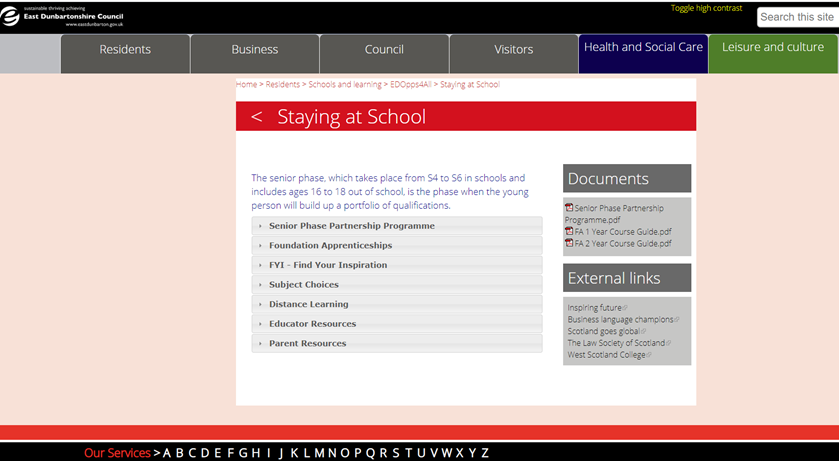 sustainable thriving achieving
East Dunbartonshire Council
www.eastdunbarton.gov.uk
Toggle high contrast
Search this site
Residents
Business
Council
Visitors
Health and Social Care
Leisure and culture
Home > Residents > Schools and learning > EDOpps4All > Staying at School
< Staying at School
The senior phase, which takes place from S4 to S6 in schools and
includes ages 16 to 18 out of school, is the phase when the young
person will build up a portfolio of qualifications.
Senior Phase Partnership Programme
Foundation Apprenticeships
FYI – Find Your Inspiration
Subject Choices
Distance Learning
Educator Resources
Parent Resources
Documents
Senior Phase Partnership
Programme.pdf
FA 1 Year Course Guide.pdf
FA 2 Year Course Guide.pdf
External links
Inspiring future
Business language champions
Scotland goes global
The Law Society of Scotland
West Scotland College
Our Services > A B C D E F G H I J K L M N O P Q R S T U V W X Y Z